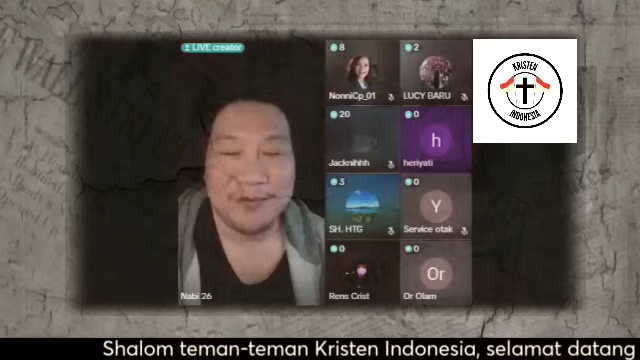 LIVE creator
8
2
NonniCp_01
LUCY BARU
20
0
h
Jacknihhh
heriyati
3
0
Y
SH. HTG
Service otak
0
0
Or
Nabi 26
Rens Crist
Or Olam
KRISTEN
INDONESIA
Shalom teman-teman Kristen Indonesia, selamat datang